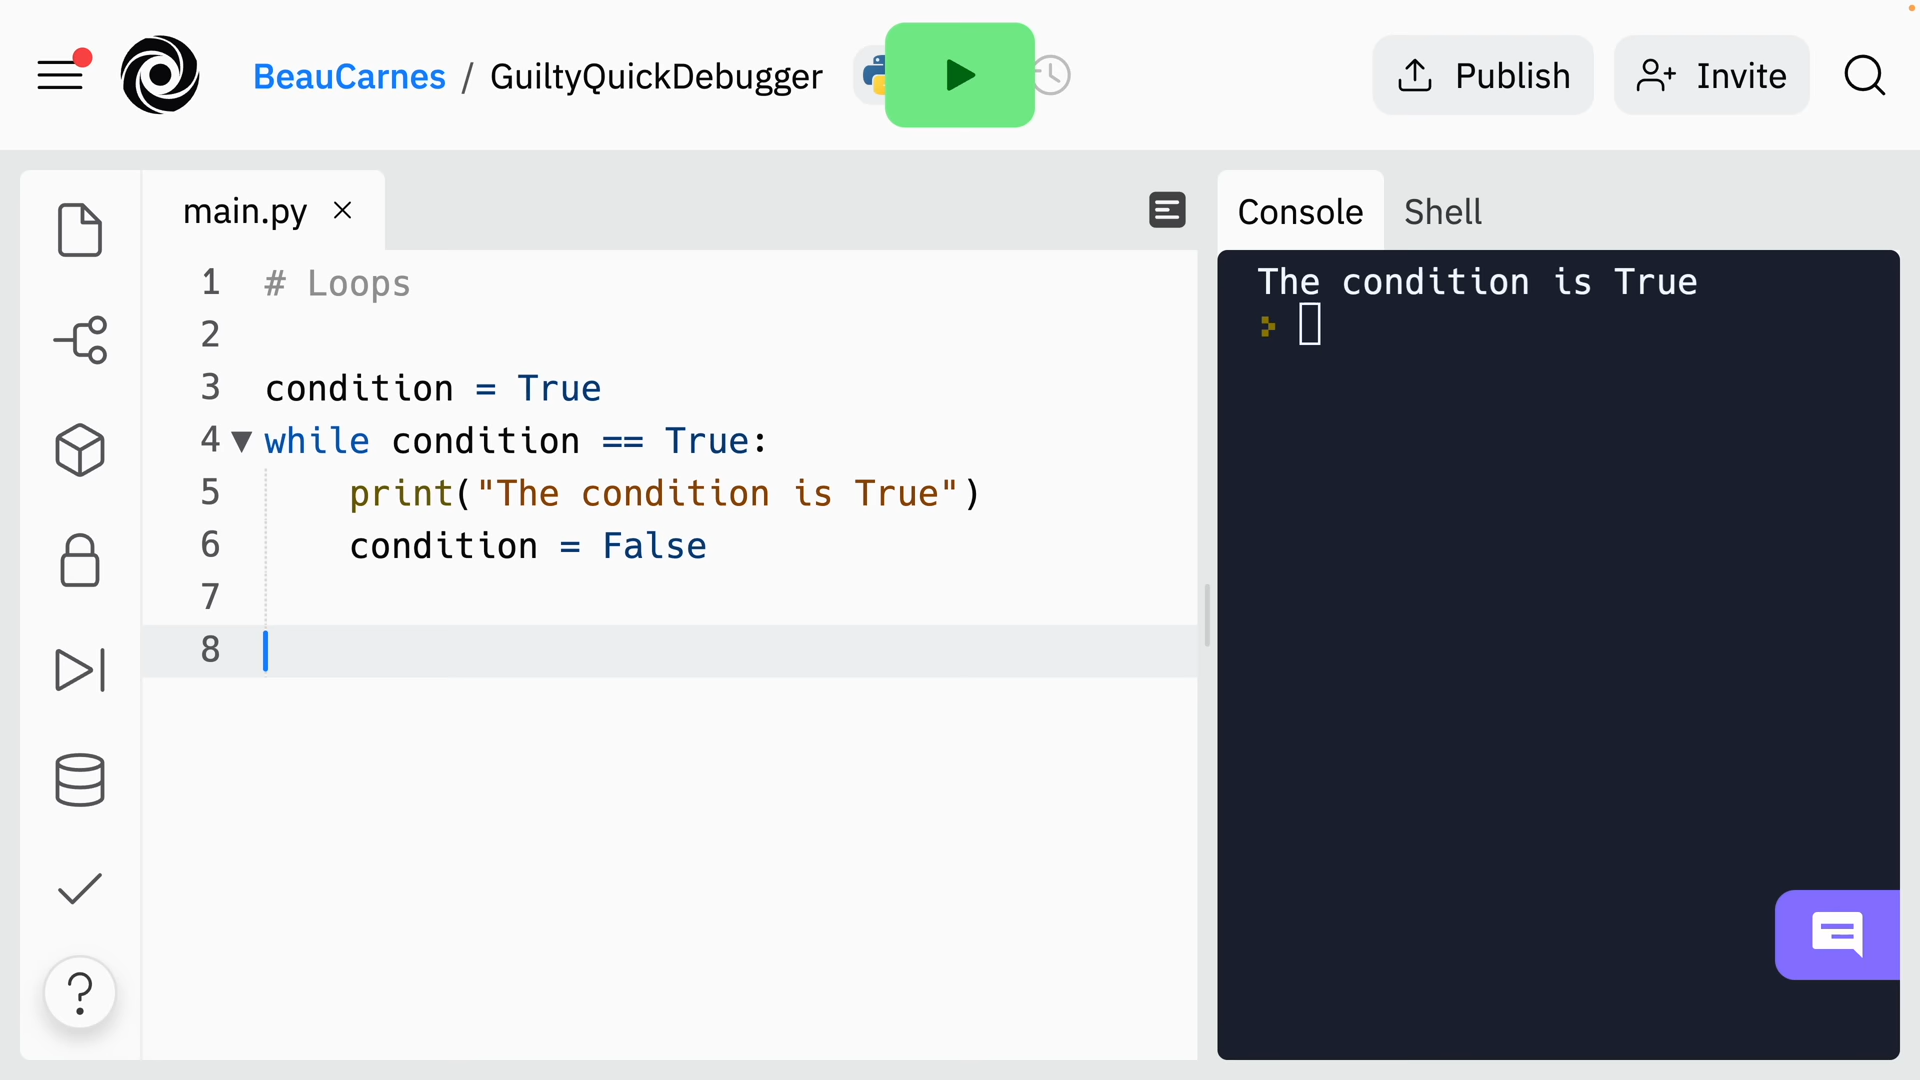 BeauCarnes / GuiltyQuickDebugger
Publish
Invite
main.py
Console
Shell
1 # Loops
2
3 condition = True
4 while condition == True:
5     print("The condition is True")
6     condition = False
7
8
The condition is True
?